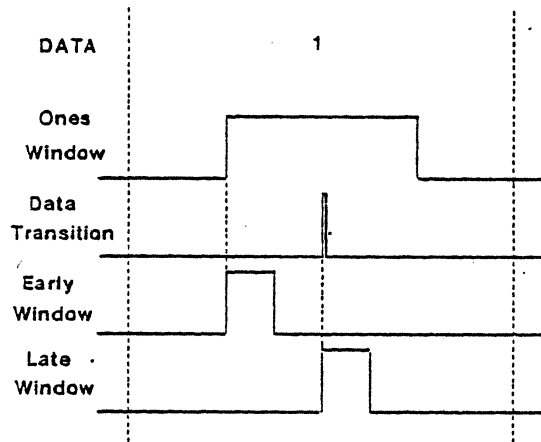 DATA 1
Ones
Window
Data
Transition
Early
Window
Late
Window